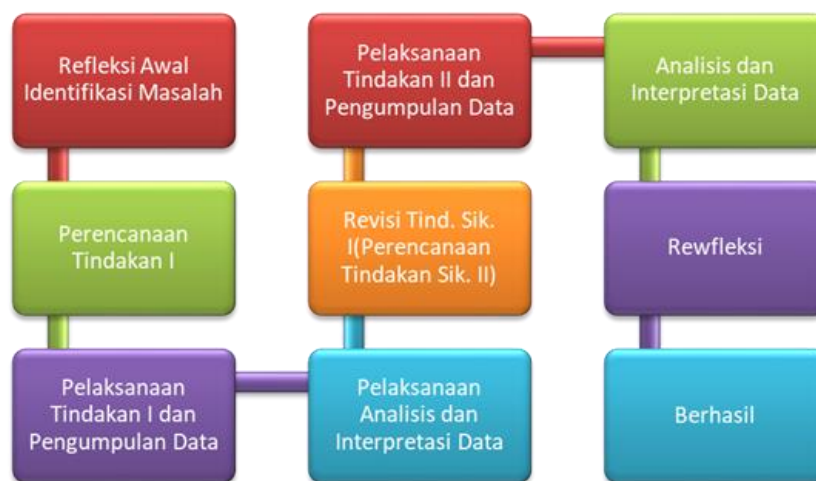 Refleksi Awal
Identifikasi Masalah
Perencanaan
Tindakan I
Pelaksanaan
Tindakan I dan
Pengumpulan Data
Pelaksanaan
Analisis dan
Interpretasi Data
Revisi Tind. Sik.
I(Perencanaan
Tindakan Sik. II)
Pelaksanaan
Tindakan II dan
Pengumpulan Data
Analisis dan
Interpretasi Data
Rewfleksi
Berhasil